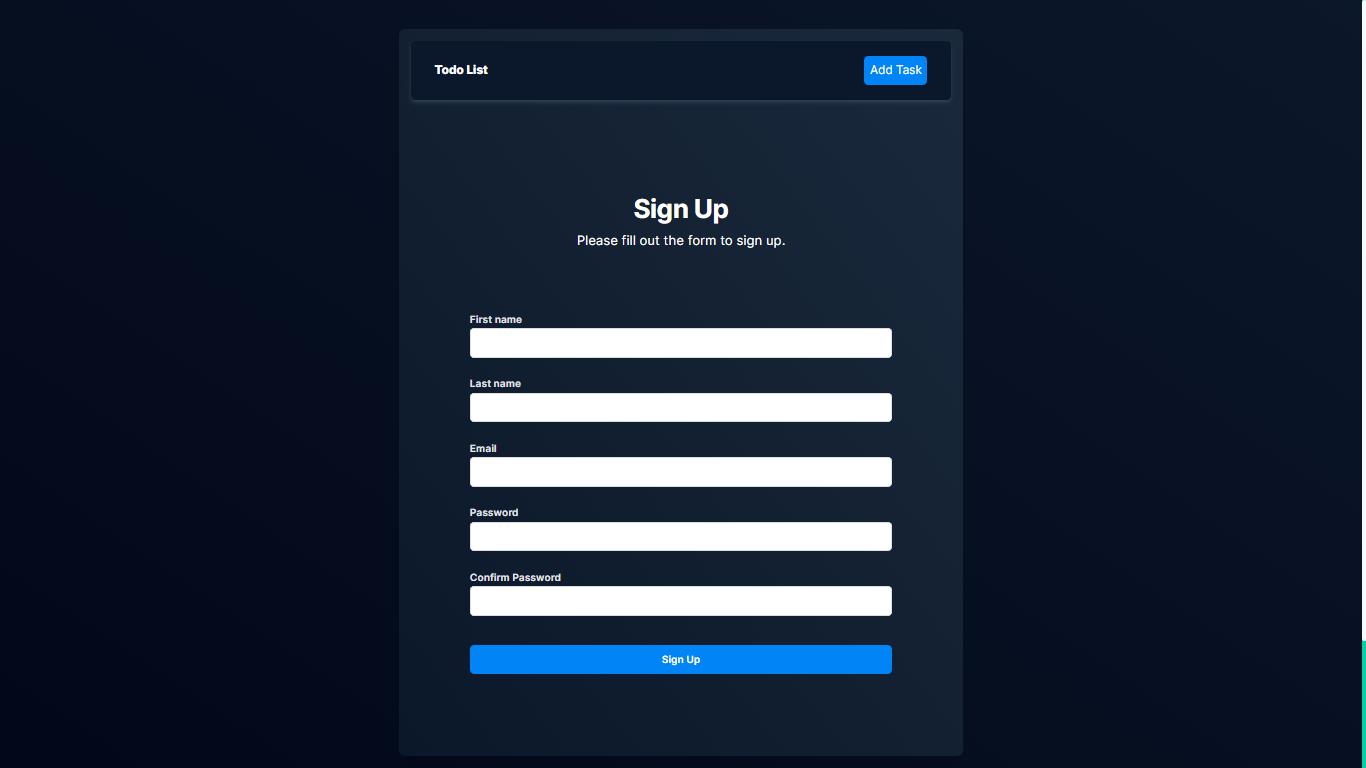 Todo List
Add Task
Sign Up
Please fill out the form to sign up.
First name
Last name
Email
Password
Confirm Password
Sign Up